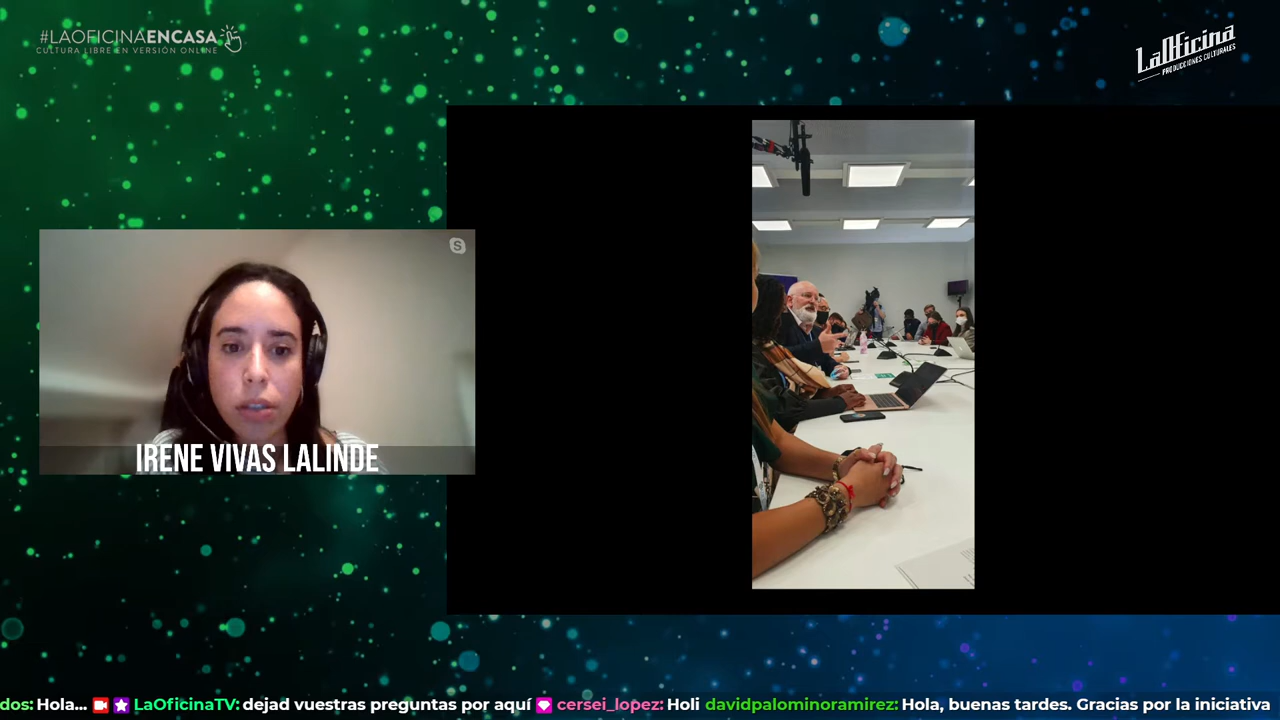 #LAOFICINAENCASA
CULTURA LIBRE EN VERSIÓN ONLINE
LaOficina
PRODUCCIONES CULTURALES
S
IRENE VIVAS LALINDE
dos: Hola... LaOficinaTV: dejad vuestras preguntas por aquí cersei_lopez: Holi davidpalominoramirez: Hola, buenas tardes. Gracias por la iniciativa